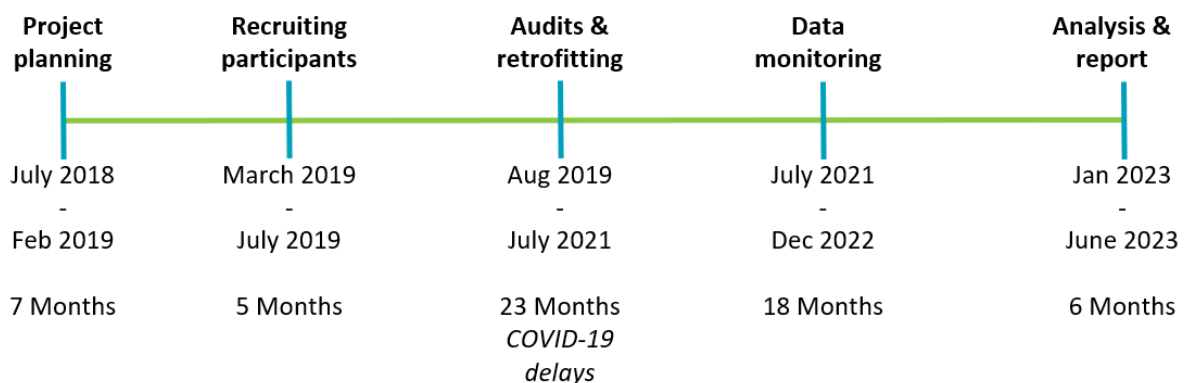 Project
planning
Recruiting
participants
Audits &
retrofitting
Data
monitoring
Analysis &
report
July 2018
-
Feb 2019
March 2019
-
July 2019
Aug 2019
-
July 2021
July 2021
-
Dec 2022
Jan 2023
-
June 2023
7 Months
5 Months
23 Months
COVID-19
delays
18 Months
6 Months